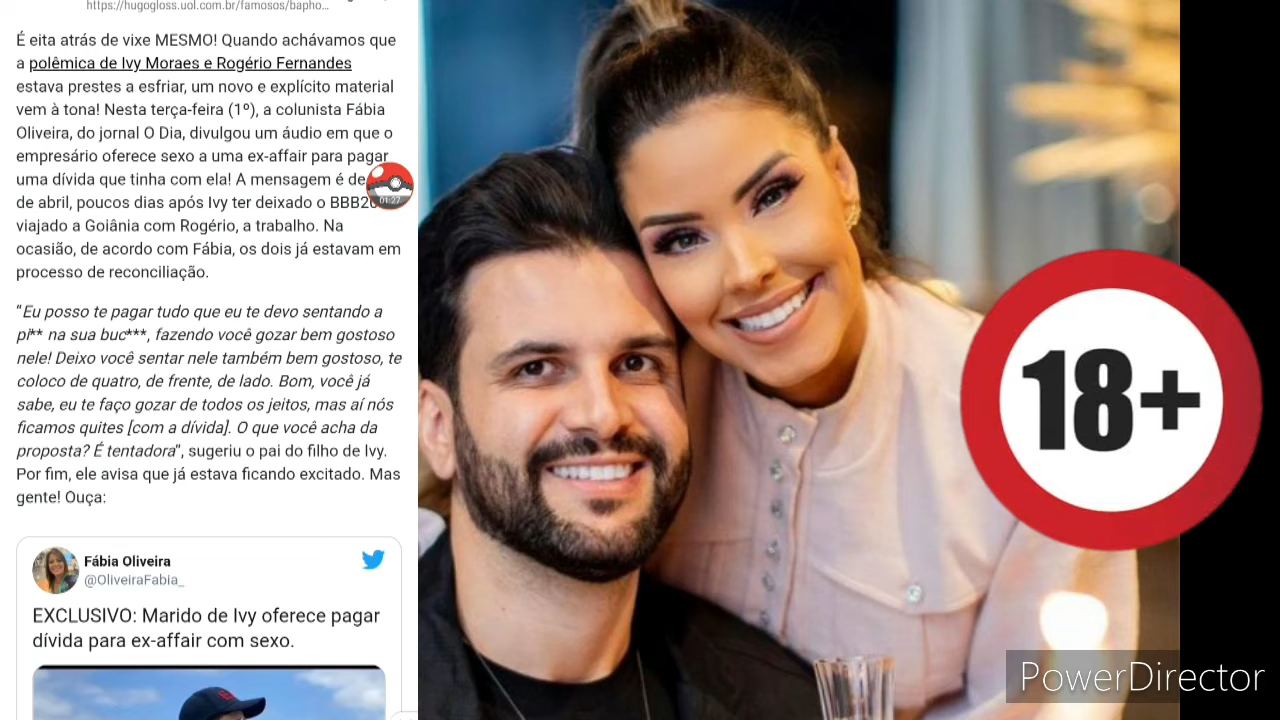 https://hugogloss.uol.com.br/famosos/bapho...
É eita atrás de vixe MESMO! Quando achávamos que
a polêmica de Ivy Moraes e Rogério Fernandes
estava prestes a esfriar, um novo e explícito material
vem à tona! Nesta terça-feira (1º), a colunista Fábia
Oliveira, do jornal O Dia, divulgou um áudio em que o
empresário oferece sexo a uma ex-affair para pagar
uma dívida que tinha com ela! A mensagem é de
01:27
de abril, poucos dias após Ivy ter deixado o BBB20
viajado a Goiânia com Rogério, a trabalho. Na
ocasião, de acordo com Fábia, os dois já estavam em
processo de reconciliação.
"Eu posso te pagar tudo que eu te devo sentando a
pi** na sua buc***, fazendo você gozar bem gostoso
nele! Deixo você sentar nele também bem gostoso, te
coloco de quatro, de frente, de lado. Bom, você já
sabe, eu te faço gozar de todos os jeitos, mas aí nós
ficamos quites [com a dívida]. O que você acha da
proposta? É tentadora", sugeriu o pai do filho de Ivy.
Por fim, ele avisa que já estava ficando excitado. Mas
gente! Ouça:
Fábia Oliveira
@OliveiraFabia_
EXCLUSIVO: Marido de Ivy oferece pagar
dívida para ex-affair com sexo.
18+
PowerDirector